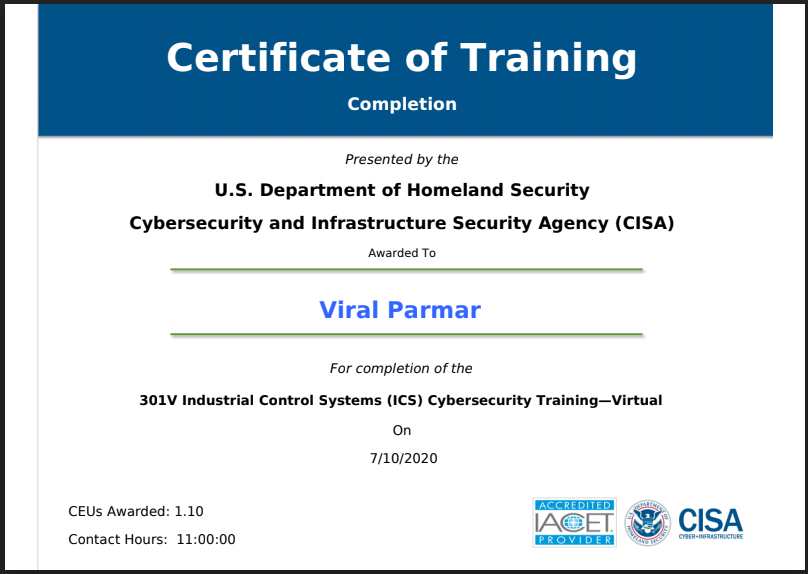 Certificate of Training
Completion
Presented by the
U.S. Department of Homeland Security
Cybersecurity and Infrastructure Security Agency (CISA)
Awarded To
Viral Parmar
For completion of the
301V Industrial Control Systems (ICS) Cybersecurity Training—Virtual
On
7/10/2020
CEUs Awarded: 1.10
Contact Hours:  11:00:00
ACCREDITED
IACET
PROVIDER
U.S. DEPARTMENT OF
HOMELAND SECURITY
CISA
CYBER+INFRASTRUCTURE